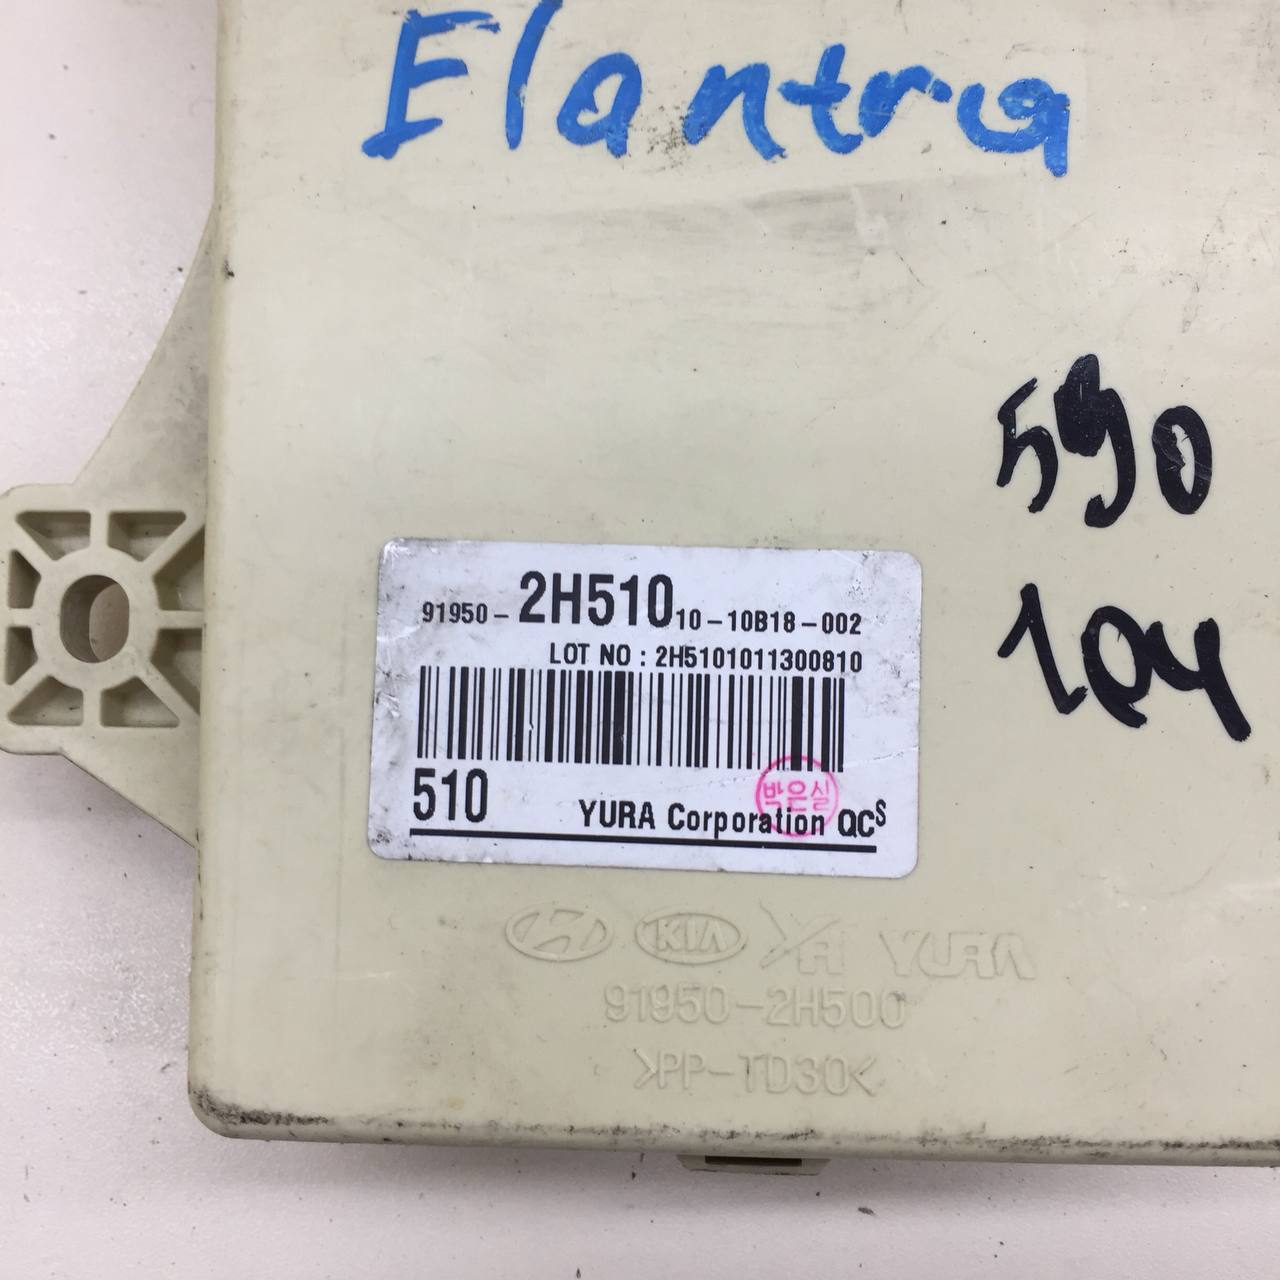 Elantra
590
104
91950-2H510 10-10B18-002
LOT NO : 2H5101011300810
510 YURA Corporation QCS
박은실
KIA YURA
91950-2H500
>PP-TD30<